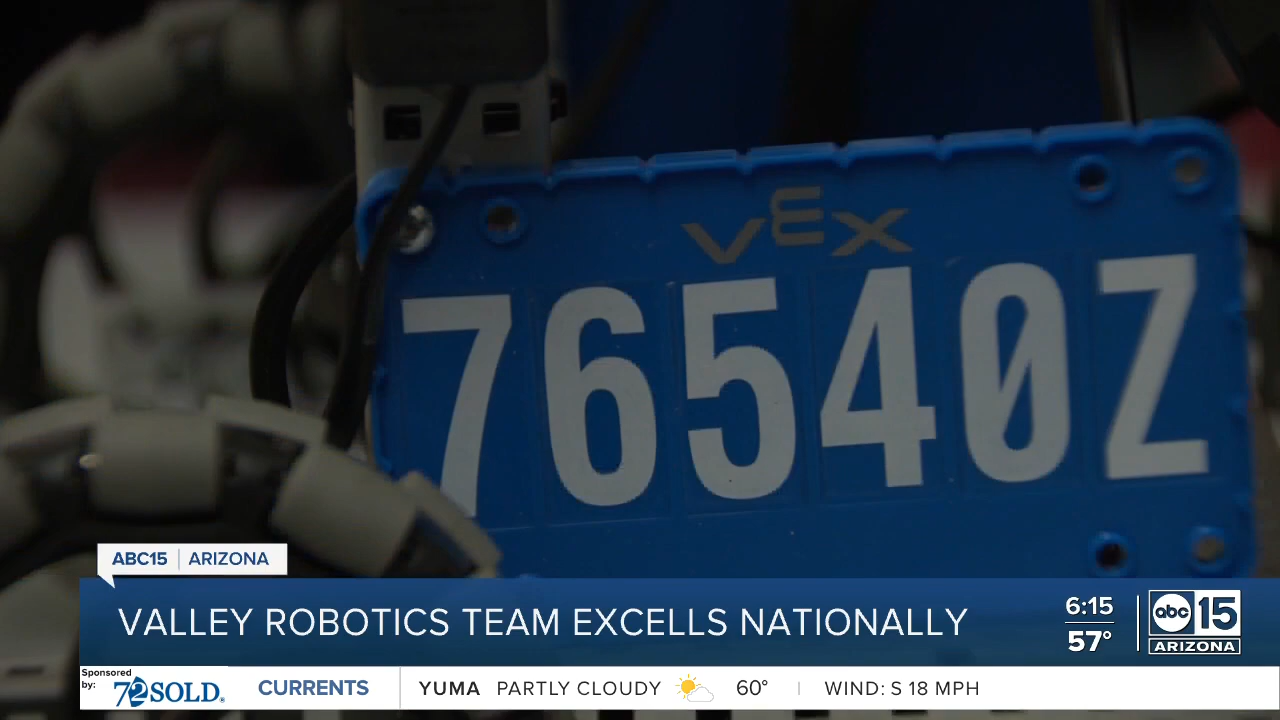 VEX
76540Z
ABC15 | ARIZONA
VALLEY ROBOTICS TEAM EXCELLS NATIONALLY
6:15
57°
abc 15
ARIZONA
Sponsored
by: 72SOLD.
CURRENTS
YUMA PARTLY CLOUDY 60° | WIND: S 18 MPH